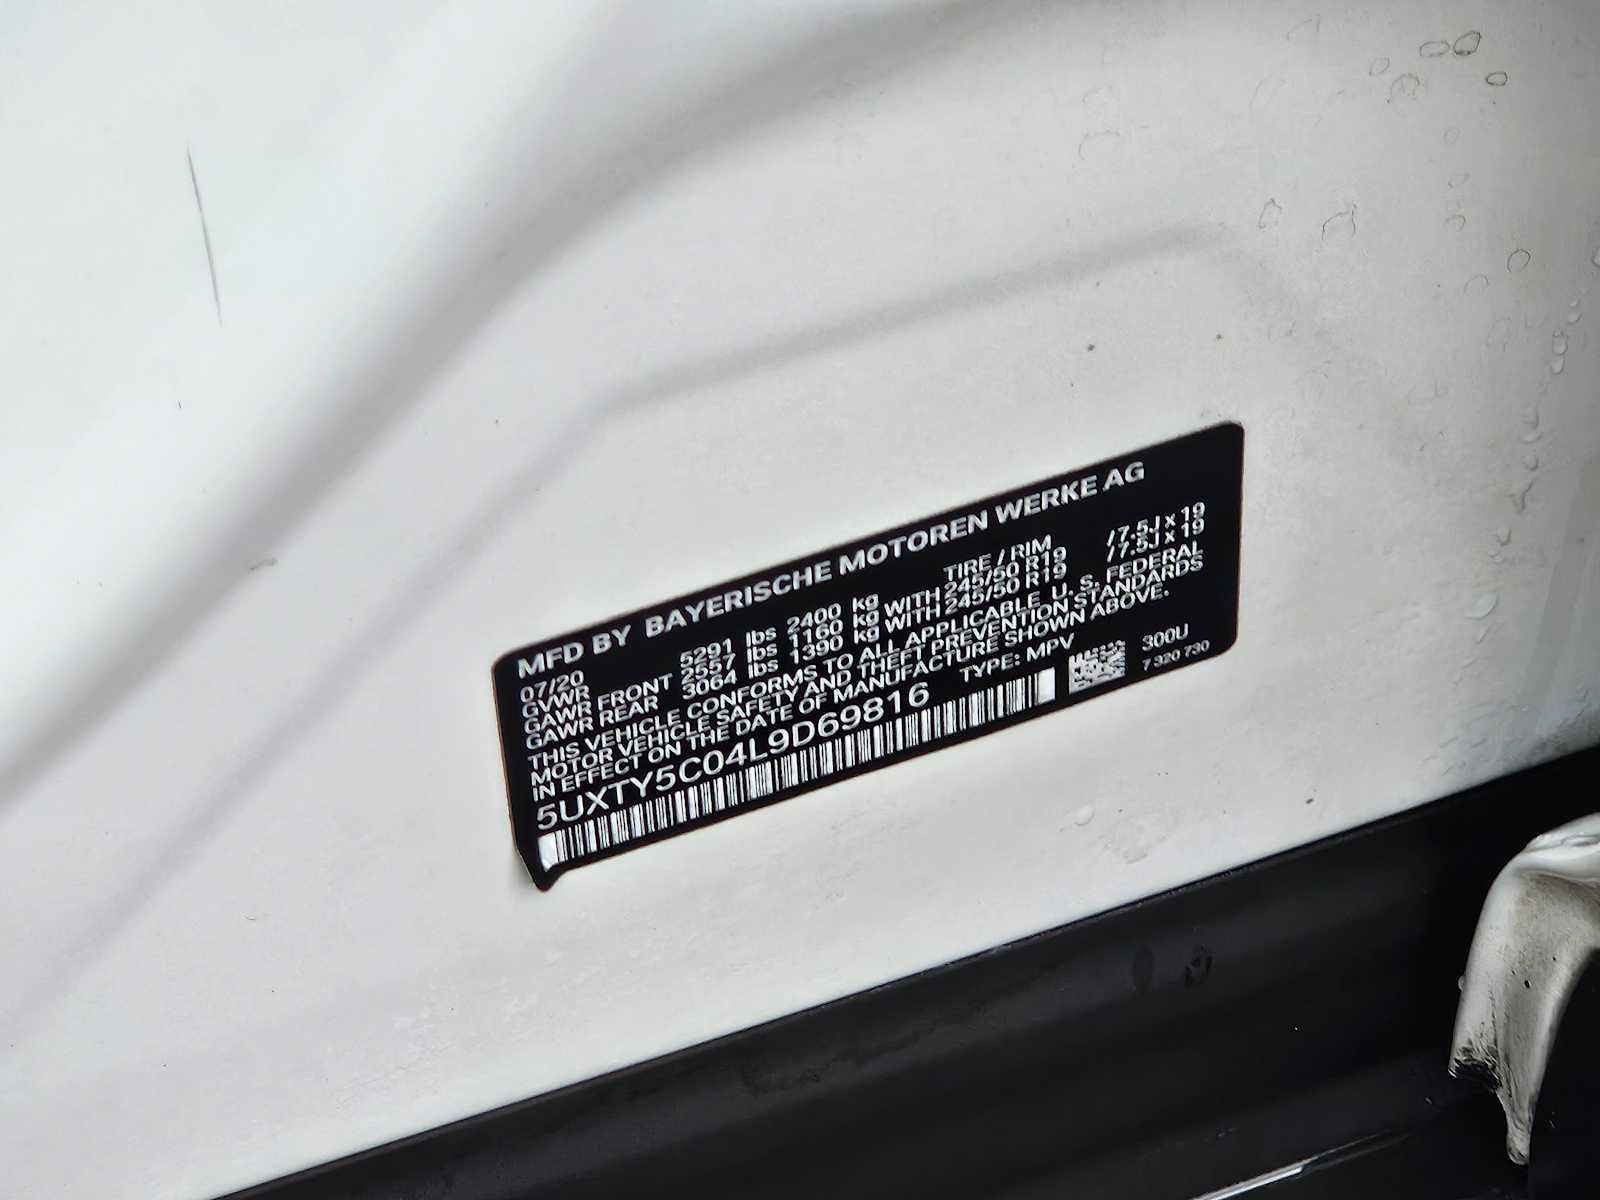 MFD BY BAYERISCHE MOTOREN WERKE AG
07/20 TIRE / RIM
GVWR 5291 lbs 2400 kg
GAWR FRONT 2557 lbs 1160 kg WITH 245/50 R19 /7.5J x 19
GAWR REAR 3064 lbs 1390 kg WITH 245/50 R19 /7.5J x 19
THIS VEHICLE CONFORMS TO ALL APPLICABLE U. S. FEDERAL
MOTOR VEHICLE SAFETY AND THEFT PREVENTION STANDARDS
IN EFFECT ON THE DATE OF MANUFACTURE SHOWN ABOVE.
5UXTY5C04L9D69816 TYPE: MPV
300U
7 320 730